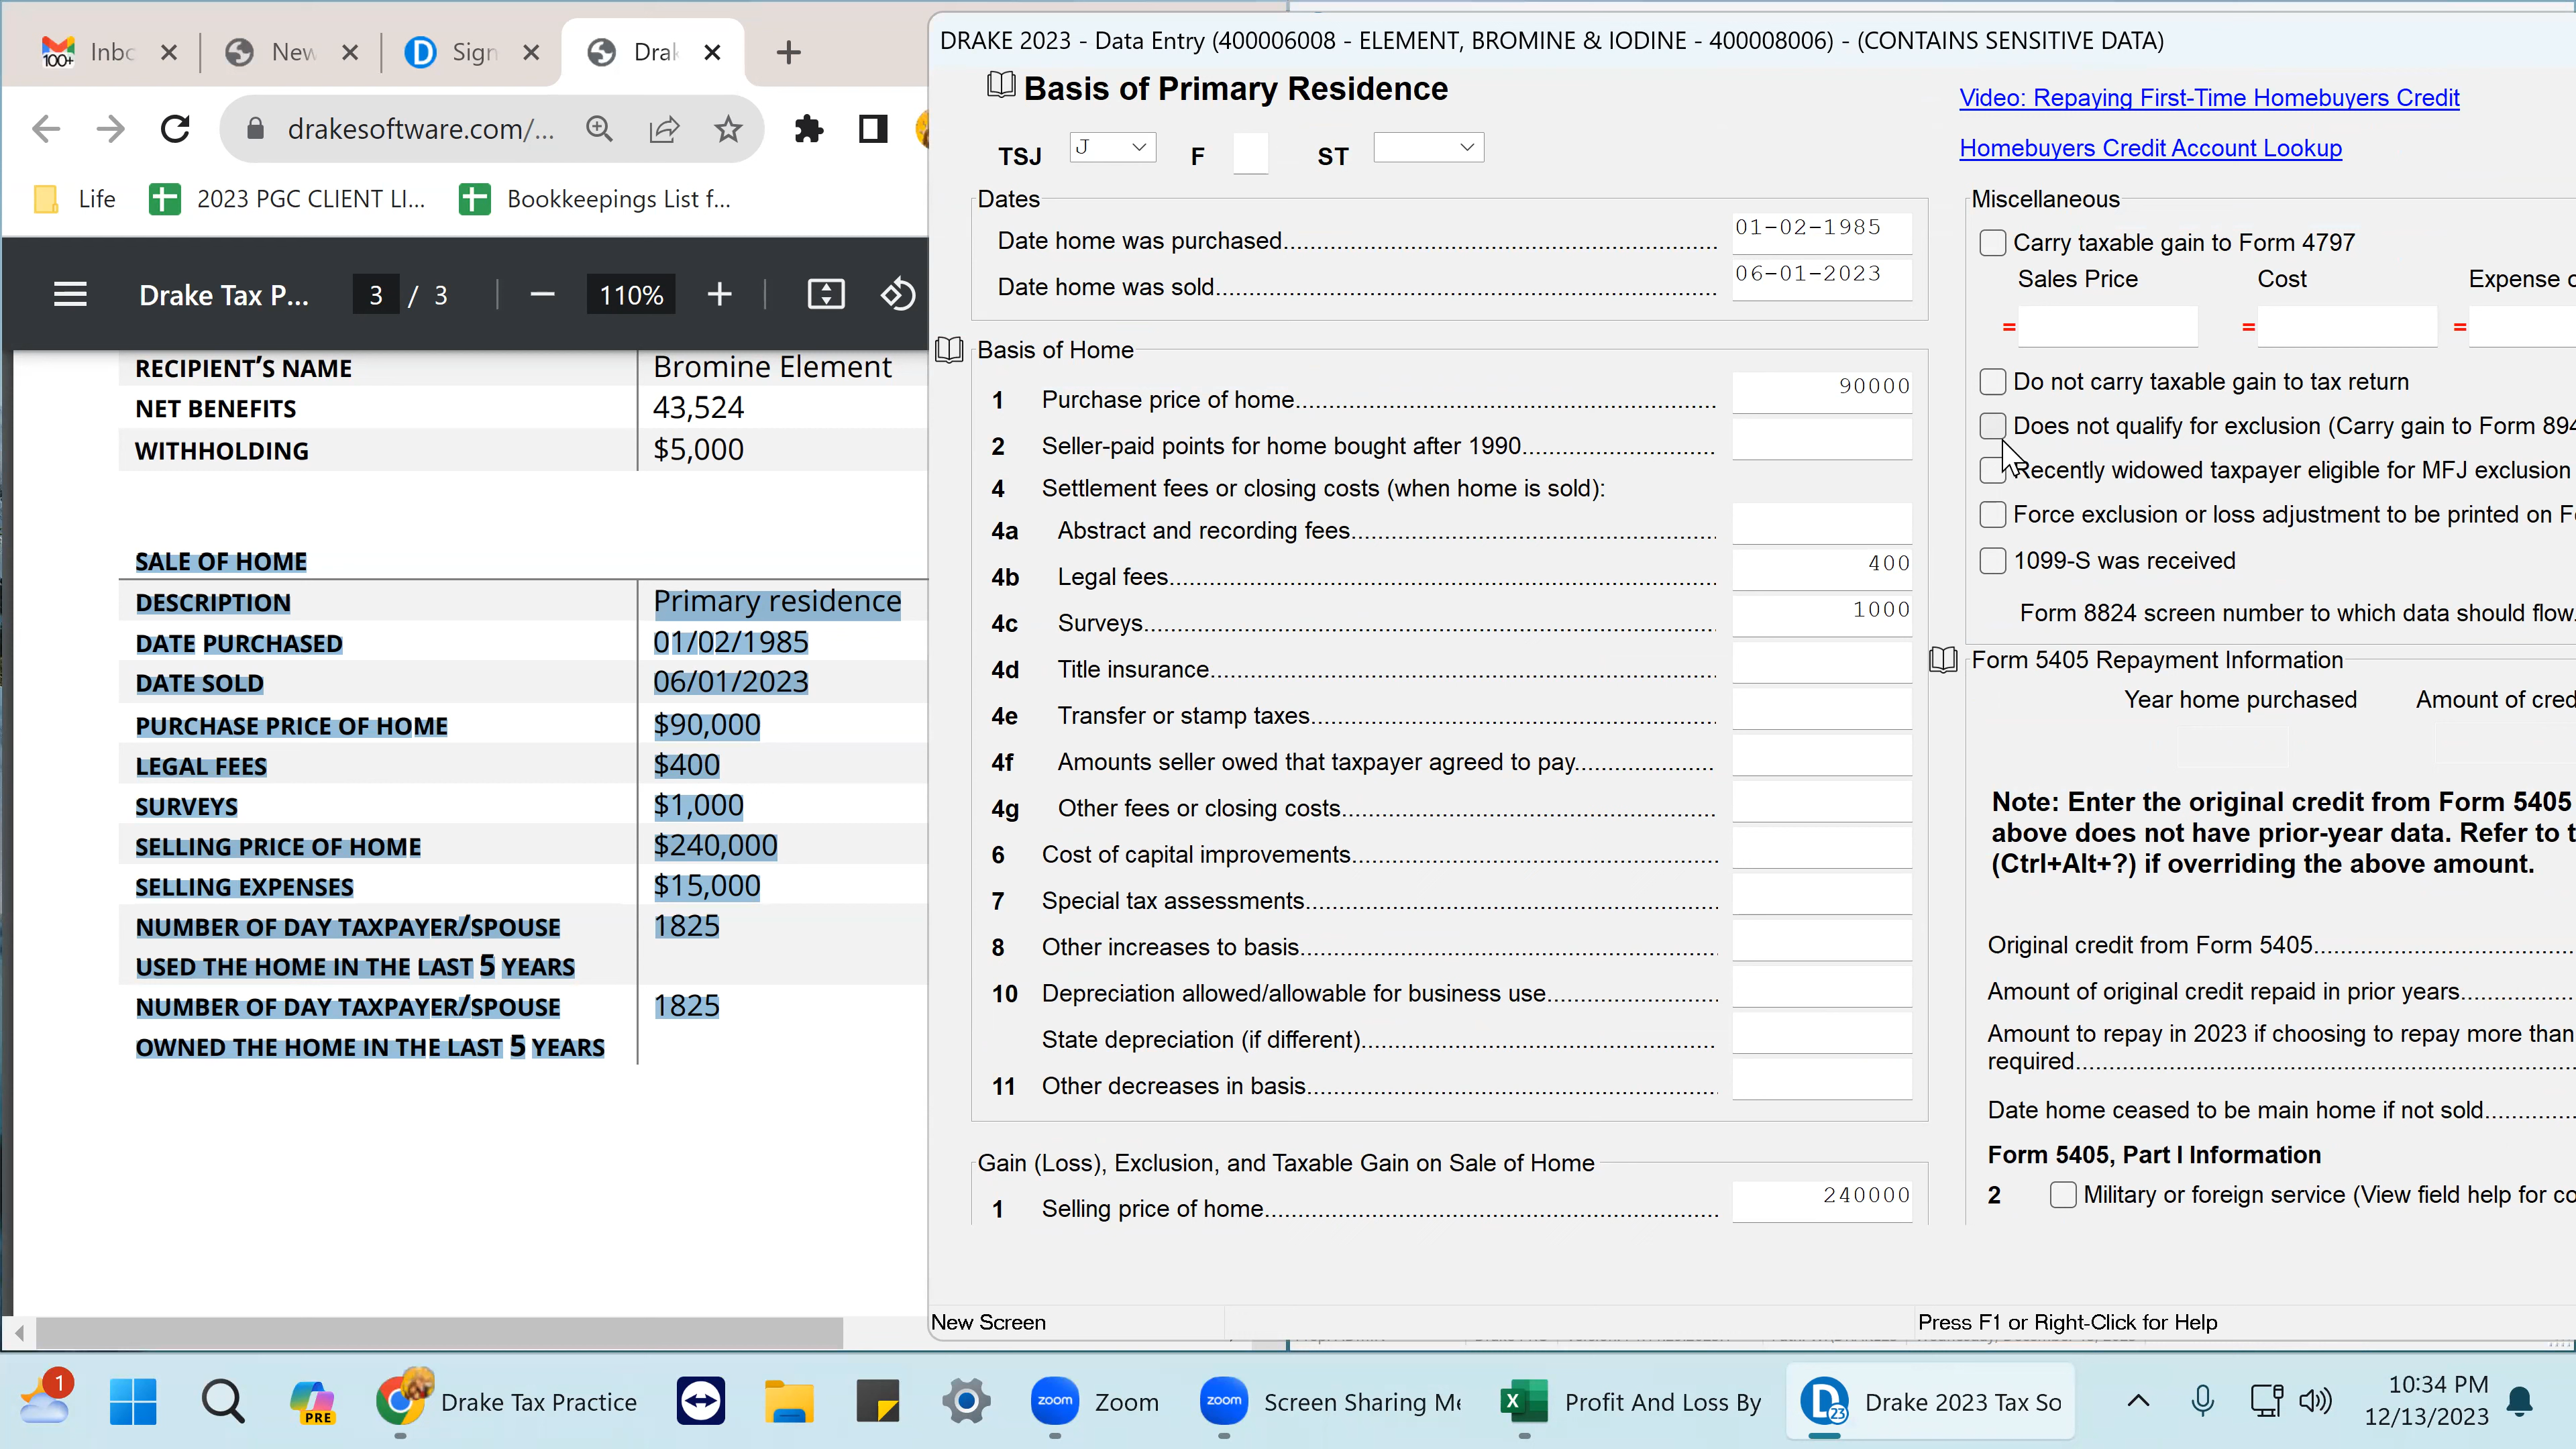 Inbo
New
Sign
Drak
100+
drakesoftware.com/...
Life
2023 PGC CLIENT LI...
Bookkeepings List f...
Drake Tax P...
3 / 3
110%
RECIPIENT'S NAME Bromine Element
NET BENEFITS 43,524
WITHHOLDING $5,000
SALE OF HOME
DESCRIPTION Primary residence
DATE PURCHASED 01/02/1985
DATE SOLD 06/01/2023
PURCHASE PRICE OF HOME $90,000
LEGAL FEES $400
SURVEYS $1,000
SELLING PRICE OF HOME $240,000
SELLING EXPENSES $15,000
NUMBER OF DAY TAXPAYER/SPOUSE 1825
USED THE HOME IN THE LAST 5 YEARS
NUMBER OF DAY TAXPAYER/SPOUSE 1825
OWNED THE HOME IN THE LAST 5 YEARS
DRAKE 2023 - Data Entry (400006008 - ELEMENT, BROMINE & IODINE - 400008006) - (CONTAINS SENSITIVE DATA)
Basis of Primary Residence
TSJ J F ST
Dates
Date home was purchased 01-02-1985
Date home was sold 06-01-2023
Basis of Home
1 Purchase price of home 90000
2 Seller-paid points for home bought after 1990
4 Settlement fees or closing costs (when home is sold):
4a Abstract and recording fees
4b Legal fees 400
4c Surveys 1000
4d Title insurance
4e Transfer or stamp taxes
4f Amounts seller owed that taxpayer agreed to pay
4g Other fees or closing costs
6 Cost of capital improvements
7 Special tax assessments
8 Other increases to basis
10 Depreciation allowed/allowable for business use
State depreciation (if different)
11 Other decreases in basis
Gain (Loss), Exclusion, and Taxable Gain on Sale of Home
1 Selling price of home 240000
Video: Repaying First-Time Homebuyers Credit
Homebuyers Credit Account Lookup
Miscellaneous
Carry taxable gain to Form 4797
Sales Price Cost Expense o
= = =
Do not carry taxable gain to tax return
Does not qualify for exclusion (Carry gain to Form 894
Recently widowed taxpayer eligible for MFJ exclusion
Force exclusion or loss adjustment to be printed on Fo
1099-S was received
Form 8824 screen number to which data should flow
Form 5405 Repayment Information
Year home purchased Amount of cred
Note: Enter the original credit from Form 5405
above does not have prior-year data. Refer to t
(Ctrl+Alt+?) if overriding the above amount.
Original credit from Form 5405
Amount of original credit repaid in prior years
Amount to repay in 2023 if choosing to repay more than
required
Date home ceased to be main home if not sold
Form 5405, Part I Information
2 Military or foreign service (View field help for co
New Screen
Press F1 or Right-Click for Help
1
PRE
Drake Tax Practice
zoom
Zoom
zoom
Screen Sharing Me
Profit And Loss By
23
Drake 2023 Tax So
10:34 PM
12/13/2023